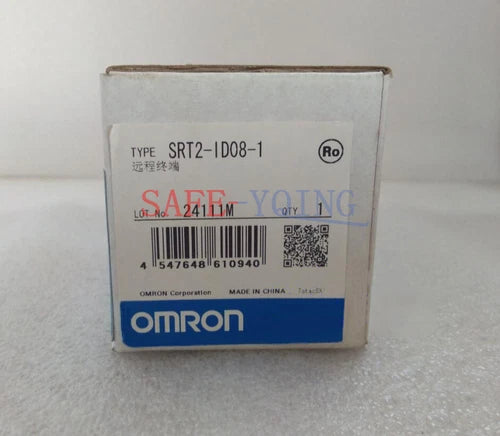 TYPE SRT2-ID08-1
远程终端
Ro
SAFE-YQING
LOT No. 24111M QTY. 1
4 547648 610940
OMRON Corporation MADE IN CHINA
OMRON